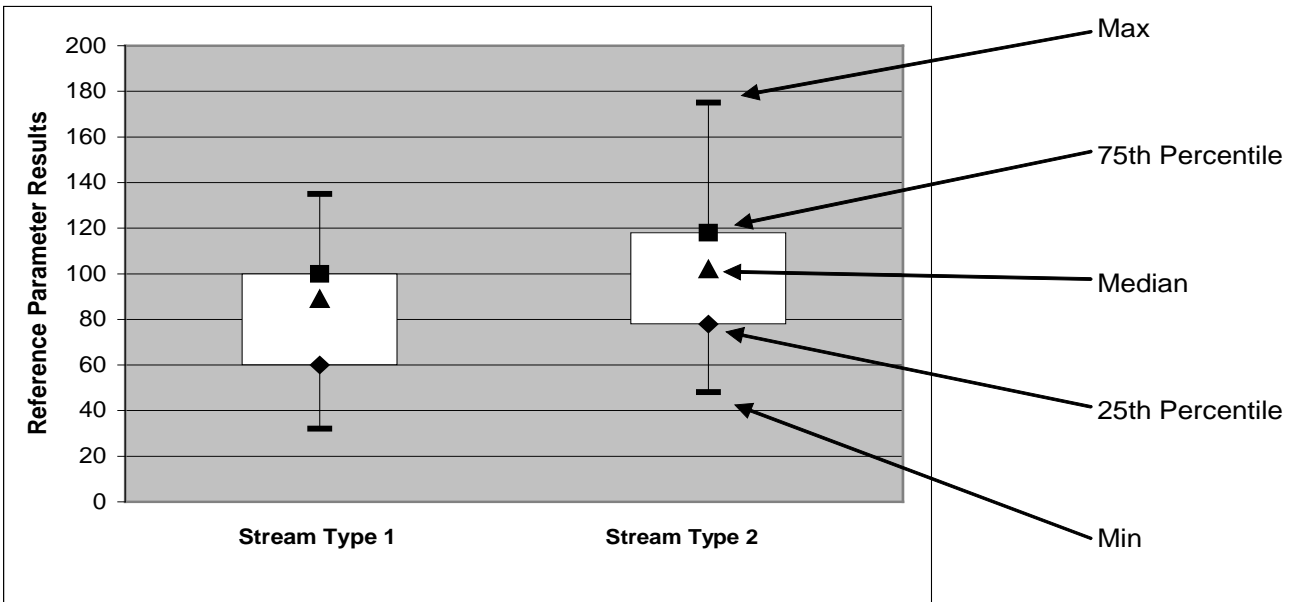 Reference Parameter Results
200
180
160
140
120
100
80
60
40
20
0
Stream Type 1
Stream Type 2
Max
75th Percentile
Median
25th Percentile
Min